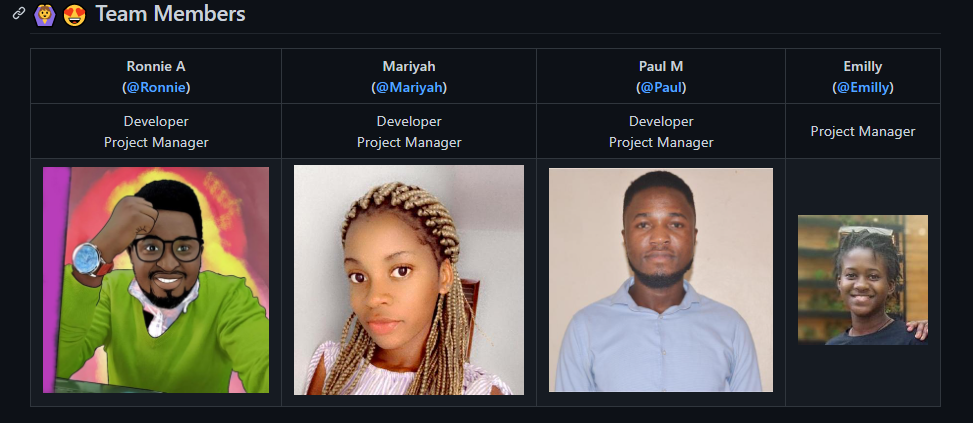 Team Members
Ronnie A
(@Ronnie)
Mariyah
(@Mariyah)
Paul M
(@Paul)
Emilly
(@Emilly)
Developer
Project Manager
Developer
Project Manager
Developer
Project Manager
Project Manager